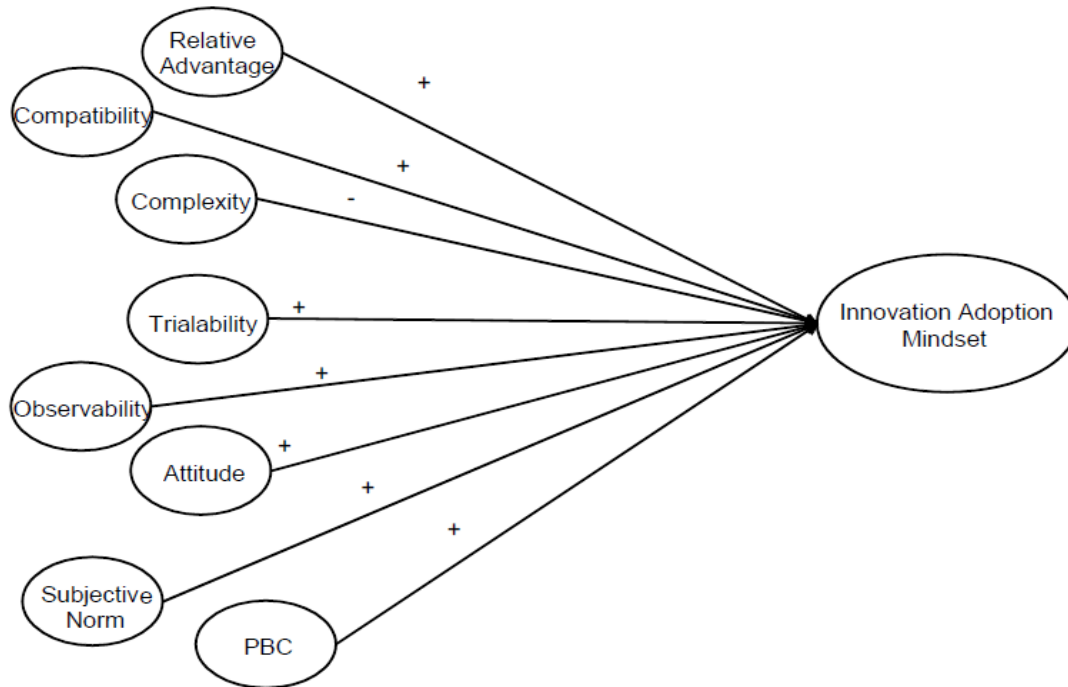 Relative
Advantage
+
Compatibility
+
Complexity
-
Trialability
+
Innovation Adoption
Mindset
Observability
+
Attitude
+
+
Subjective
Norm
+
PBC